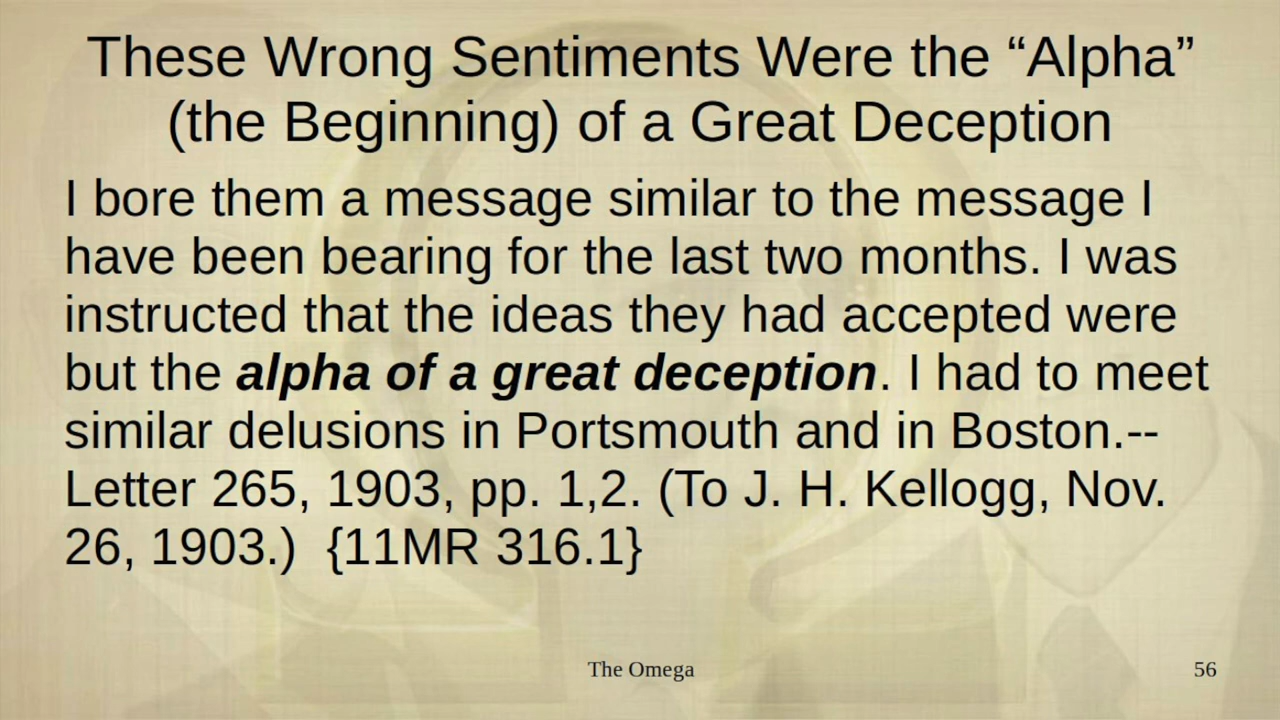 These Wrong Sentiments Were the “Alpha”
(the Beginning) of a Great Deception
I bore them a message similar to the message I
have been bearing for the last two months. I was
instructed that the ideas they had accepted were
but the alpha of a great deception. I had to meet
similar delusions in Portsmouth and in Boston.--
Letter 265, 1903, pp. 1,2. (To J. H. Kellogg, Nov.
26, 1903.)  {11MR 316.1}
The Omega
56